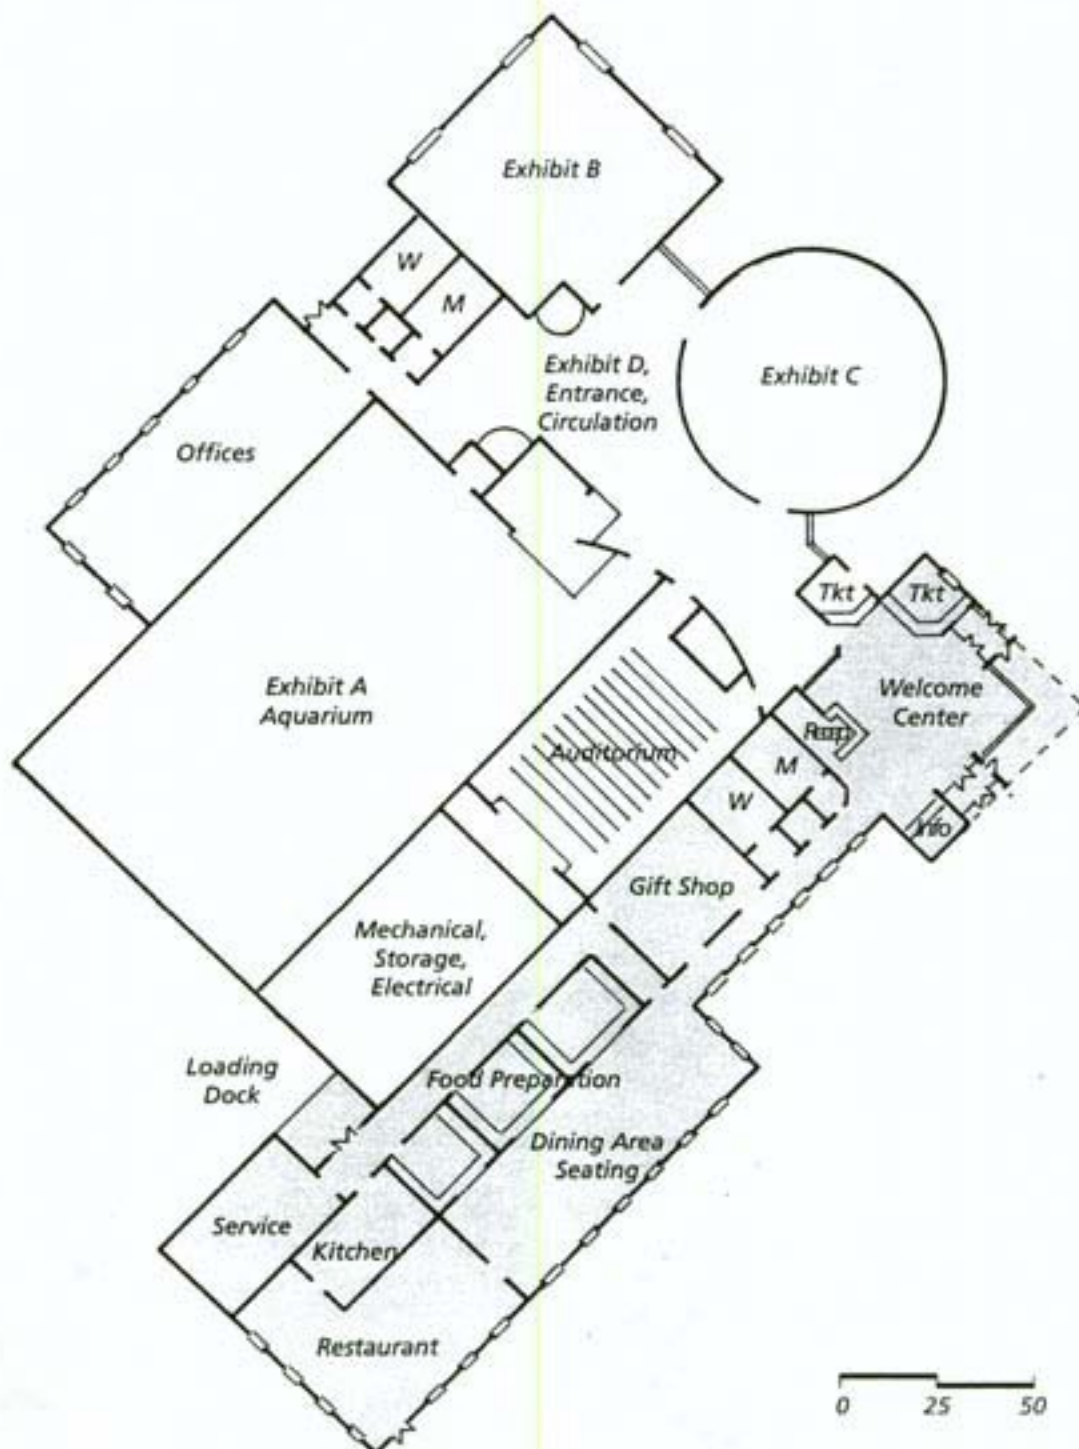 Exhibit B
W
M
Exhibit D,
Entrance,
Circulation
Exhibit C
Offices
Tkt
Tkt
Exhibit A
Aquarium
Welcome
Center
Auditorium
M
W
Info
Gift Shop
Mechanical,
Storage,
Electrical
Loading
Dock
Food Preparation
Dining Area
Seating
Service
Kitchen
Restaurant
0 25 50